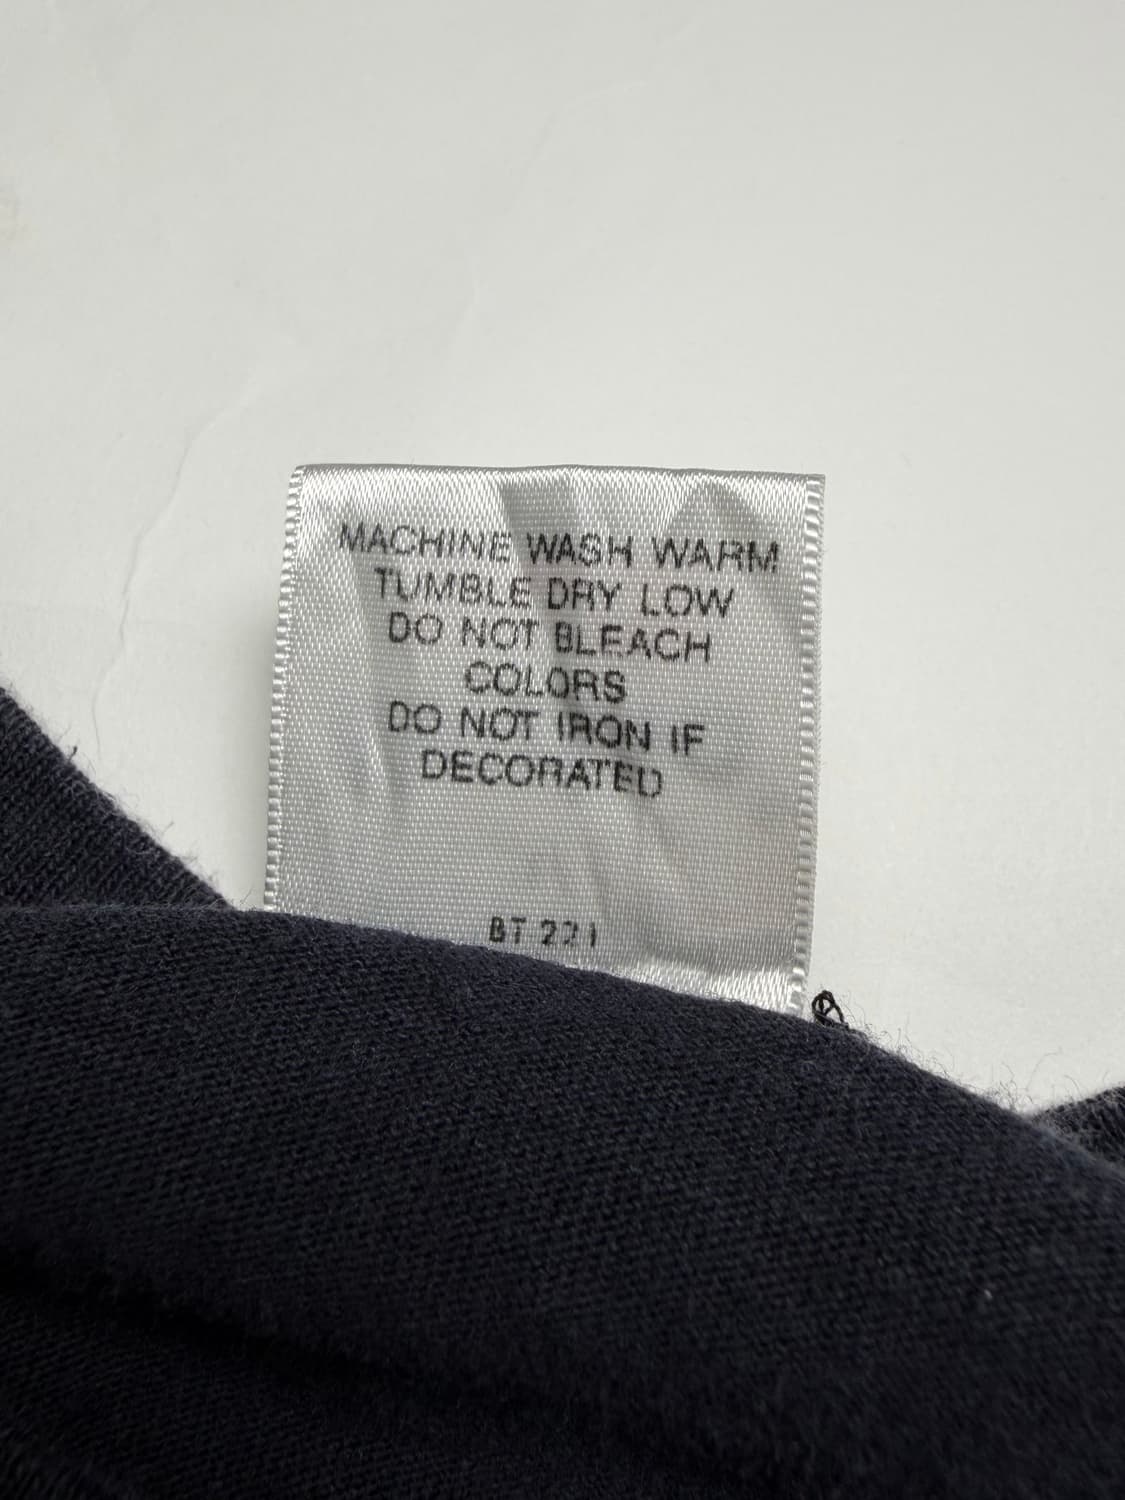 MACHINE WASH WARM
TUMBLE DRY LOW
DO NOT BLEACH
COLORS
DO NOT IRON IF
DECORATED
BT 221